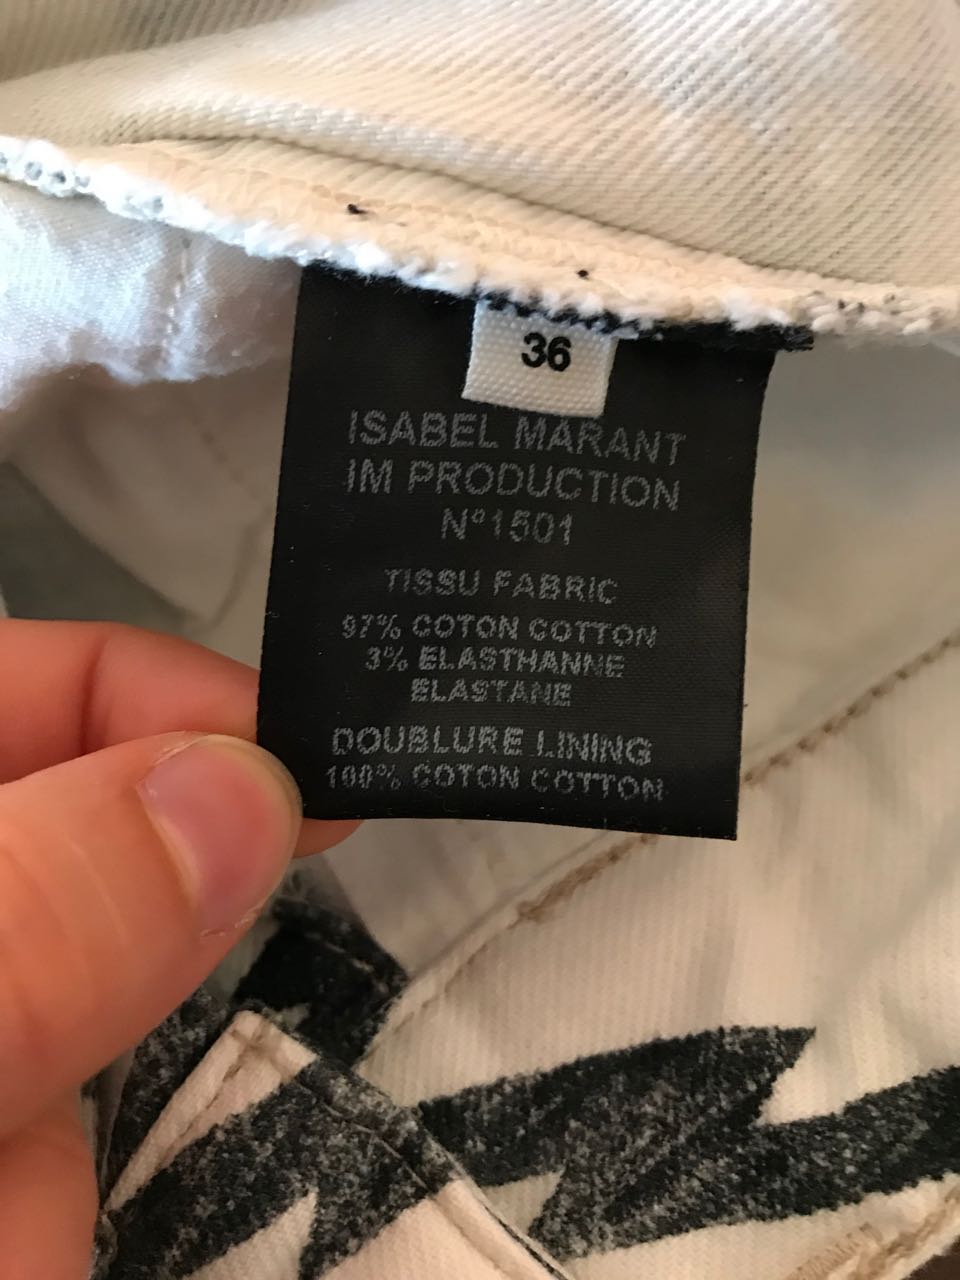 36
ISABEL MARANT
IM PRODUCTION
N°1501
TISSU FABRIC
97% COTON COTTON
3% ELASTHANNE
ELASTANE
DOUBLURE LINING
100% COTON COTTON